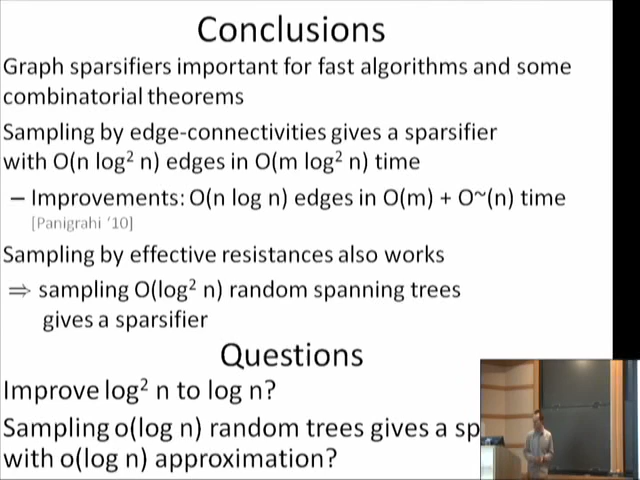 Conclusions
Graph sparsifiers important for fast algorithms and some
combinatorial theorems
Sampling by edge-connectivities gives a sparsifier
with O(n log² n) edges in O(m log² n) time
– Improvements: O(n log n) edges in O(m) + O~(n) time
[Panigrahi ‘10]
Sampling by effective resistances also works
⇒ sampling O(log² n) random spanning trees
gives a sparsifier
Questions
Improve log² n to log n?
Sampling o(log n) random trees gives a
with o(log n) approximation?